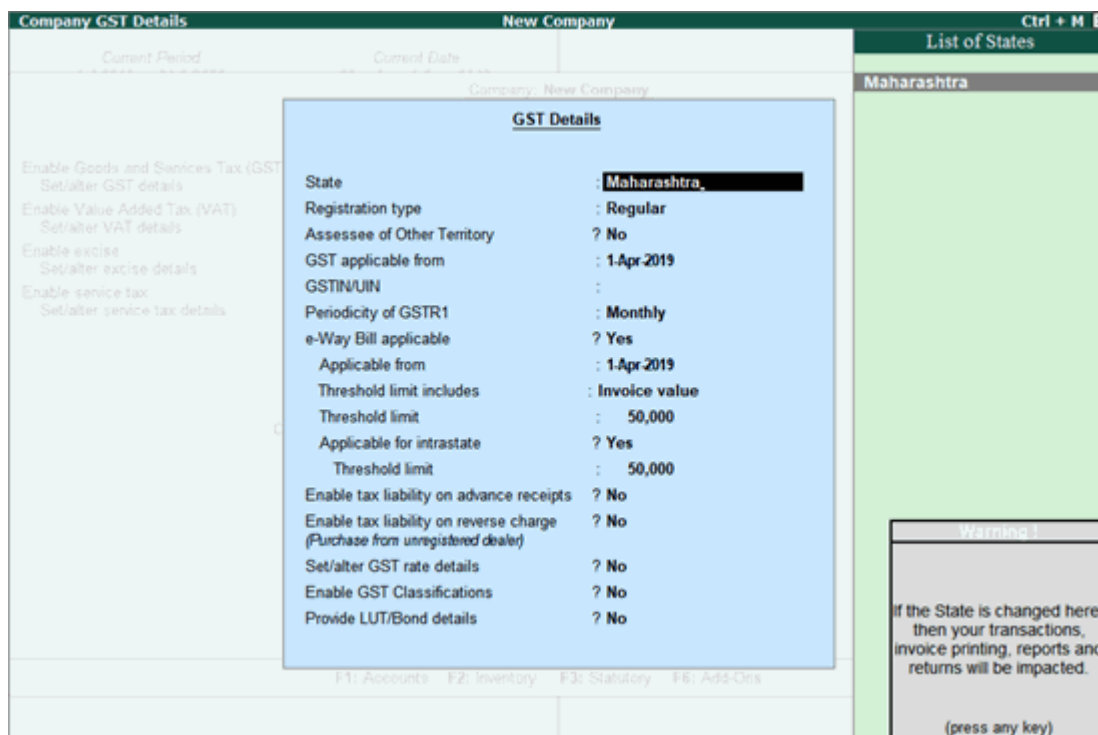 Company GST Details New Company Ctrl + M
Current Period Current Date List of States
Company: New Company Maharashtra
GST Details
Enable Goods and Services Tax (GST
Set/alter GST details
Enable Value Added Tax (VAT)
Set/alter VAT details
Enable excise
Set/alter excise details
Enable service tax
Set/alter service tax details
State : Maharashtra
Registration type : Regular
Assessee of Other Territory ? No
GST applicable from : 1-Apr-2019
GSTIN/UIN :
Periodicity of GSTR1 : Monthly
e-Way Bill applicable ? Yes
Applicable from : 1-Apr-2019
Threshold limit includes : Invoice value
Threshold limit : 50,000
Applicable for intrastate ? Yes
Threshold limit : 50,000
Enable tax liability on advance receipts ? No
Enable tax liability on reverse charge ? No
(Purchase from unregistered dealer)
Set/alter GST rate details ? No
Enable GST Classifications ? No
Provide LUT/Bond details ? No
F1: Accounts F2: Inventory F3: Statutory F6: Add-Ons
Warning !
If the State is changed here
then your transactions,
invoice printing, reports and
returns will be impacted.
(press any key)